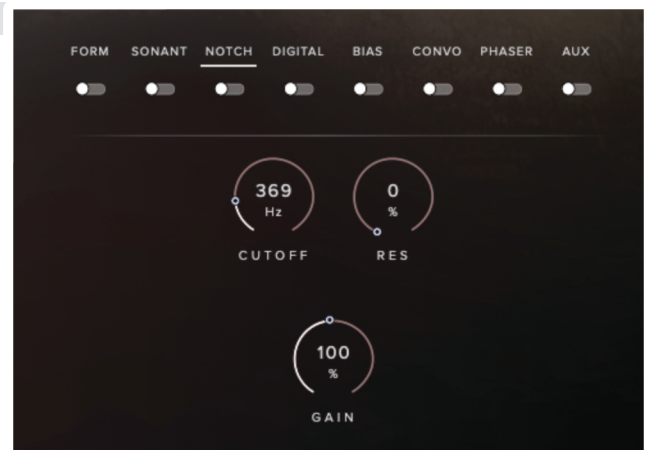 FORM SONANT NOTCH DIGITAL BIAS CONVO PHASER AUX
369 0
Hz %
CUTOFF RES
100
%
GAIN